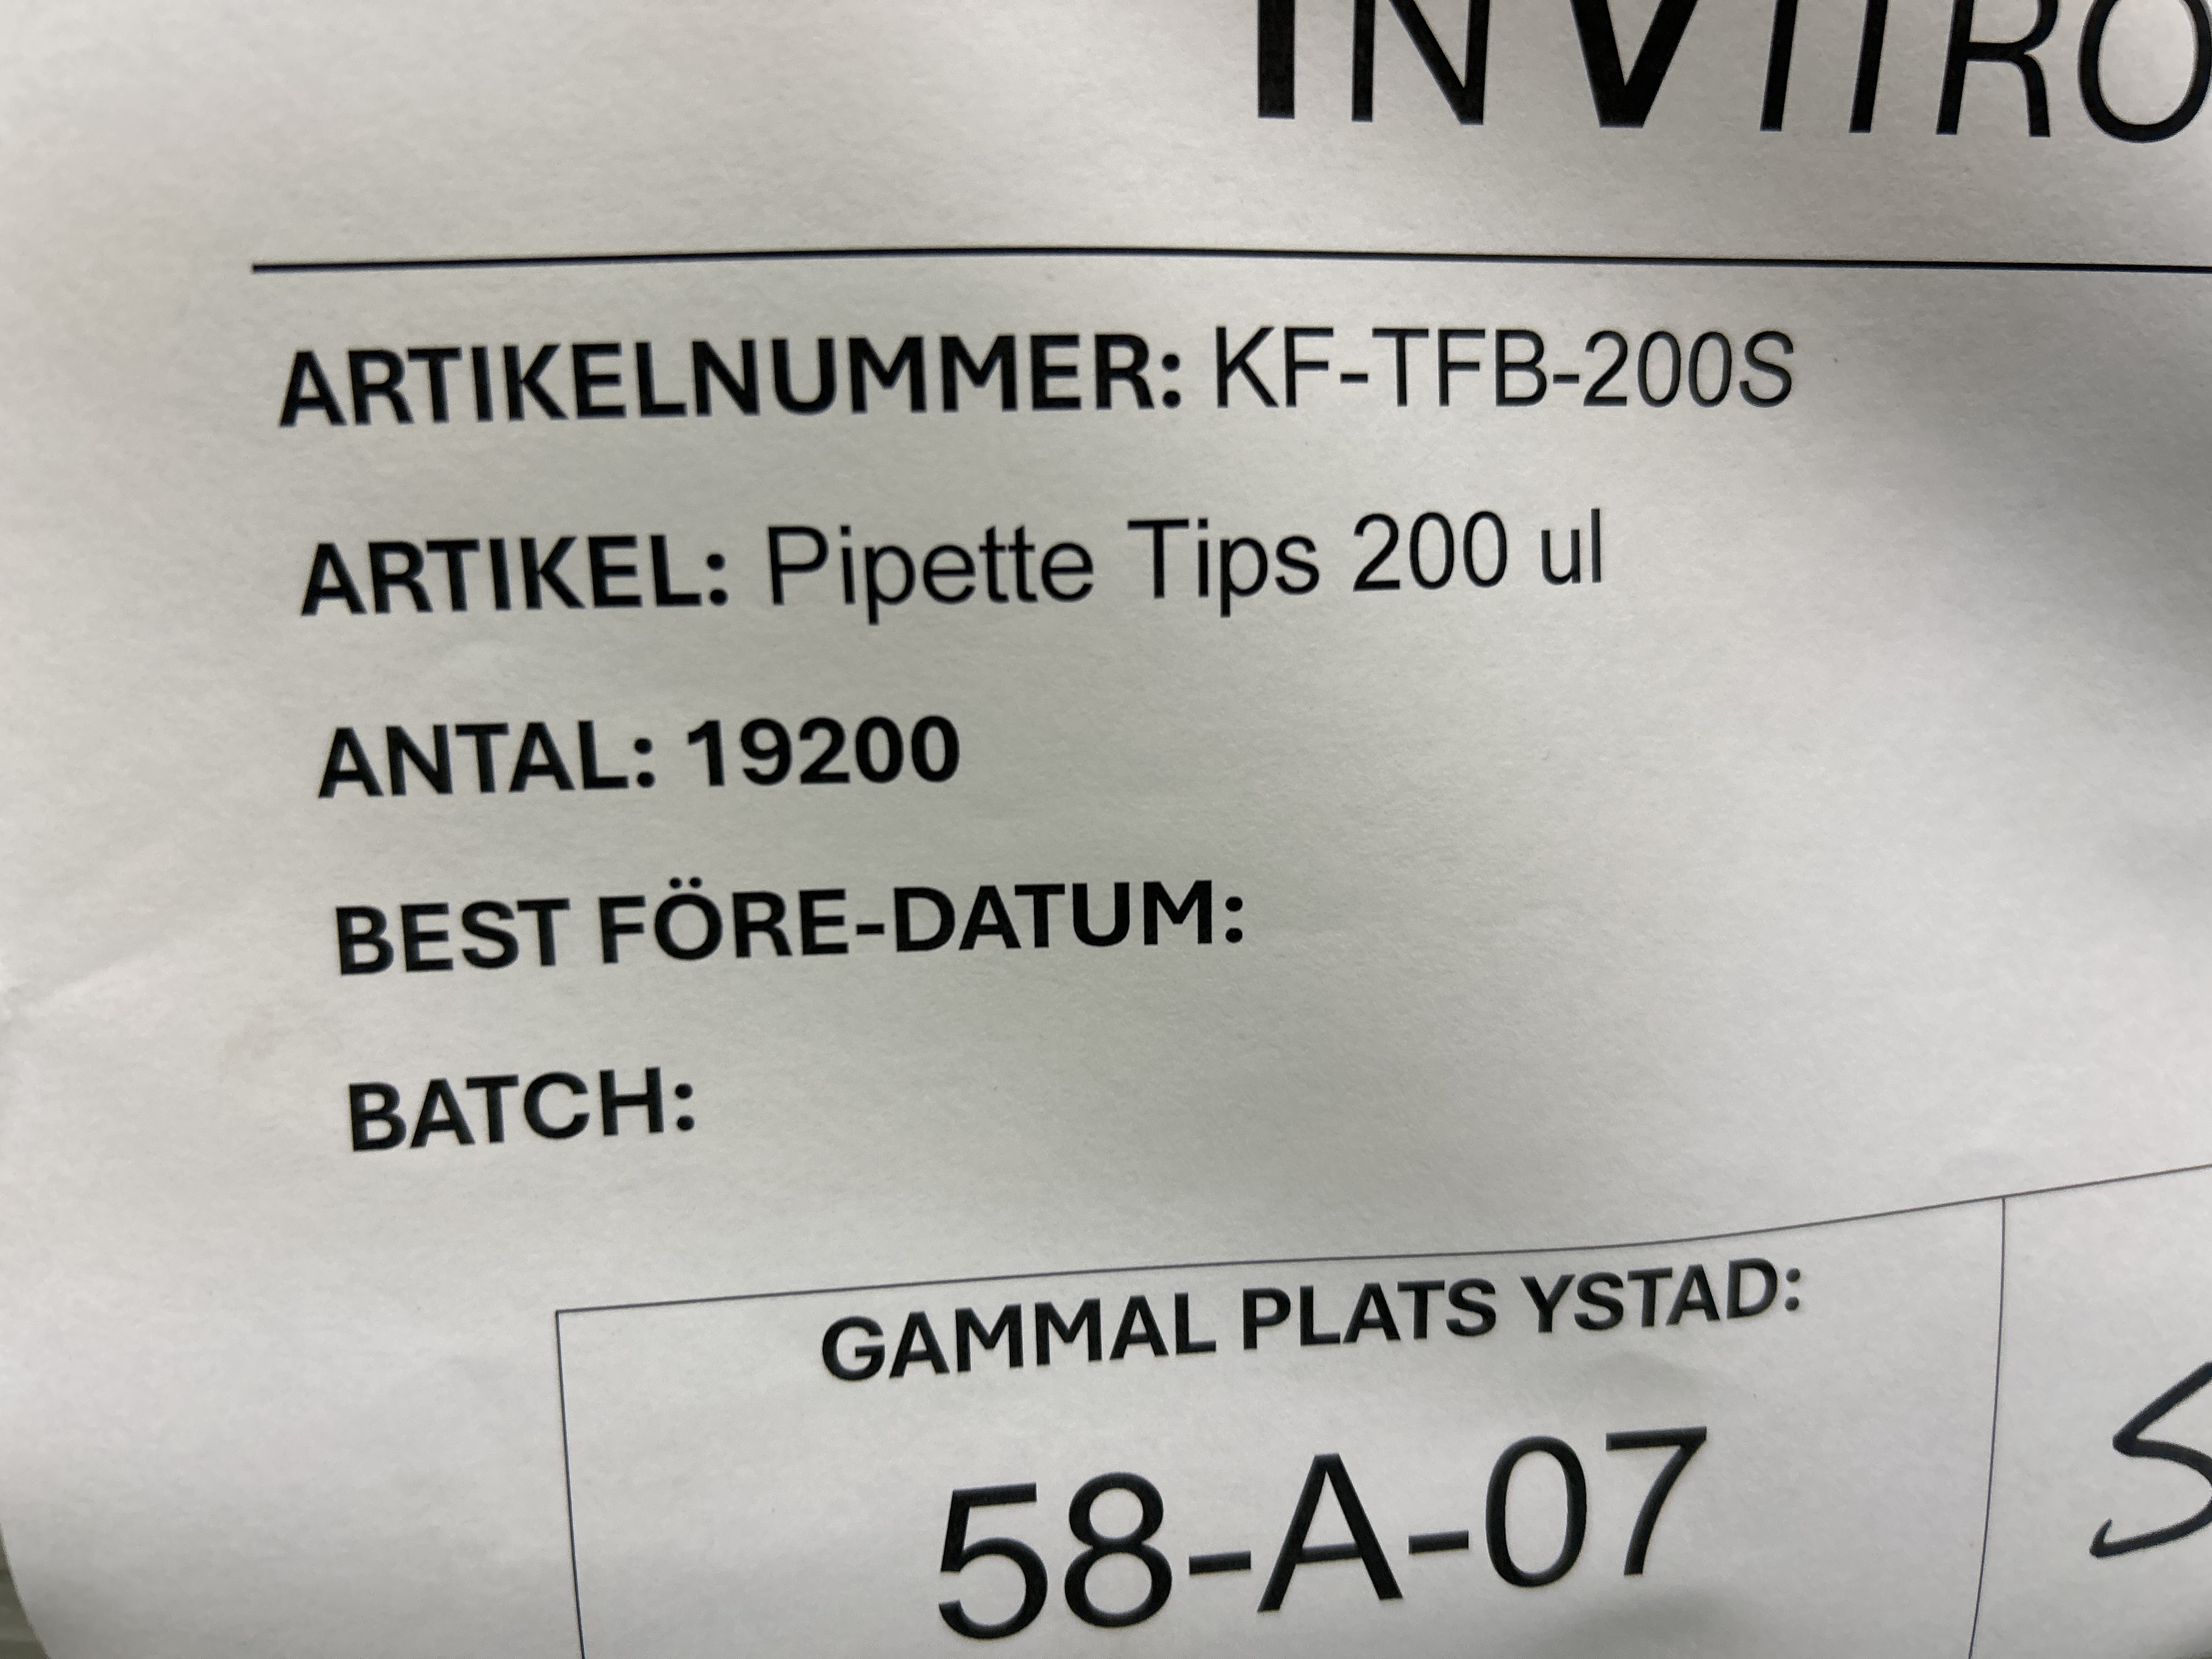 INVITRO
ARTIKELNUMMER: KF-TFB-200S
ARTIKEL: Pipette Tips 200 ul
ANTAL: 19200
BEST FÖRE-DATUM:
BATCH:
GAMMAL PLATS YSTAD:
58-A-07